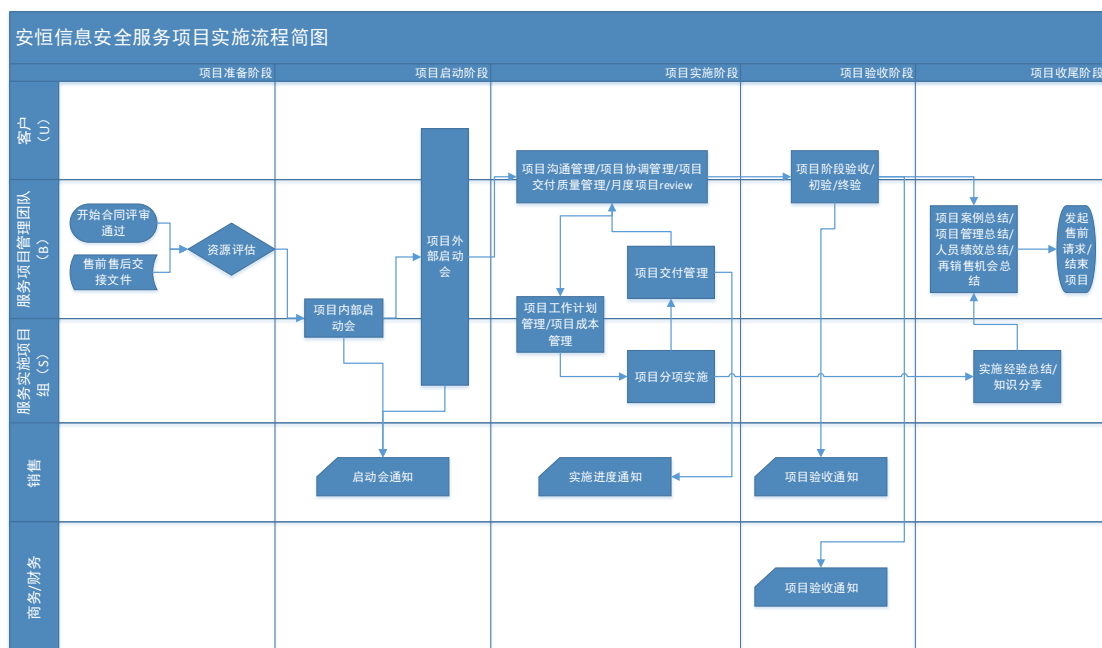 安恒信息安全服务项目实施流程简图
项目准备阶段
项目启动阶段
项目实施阶段
项目验收阶段
项目收尾阶段
客户
（U）
服务项目管理团队
（B）
服务实施项目
组（S）
销售
商务/财务
开始合同评审
通过
售前售后交
接文件
资源评估
项目内部启
动会
项目外
部启动
会
启动会通知
项目沟通管理/项目协调管理/项目
交付质量管理/月度项目review
项目交付管理
项目工作计划
管理/项目成本
管理
项目分项实施
实施进度通知
项目阶段验收/
初验/终验
项目验收通知
项目验收通知
项目案例总结/
项目管理总结/
人员绩效总结/
再销售机会总
结
发起
售前
请求/
结束
项目
实施经验总结/
知识分享